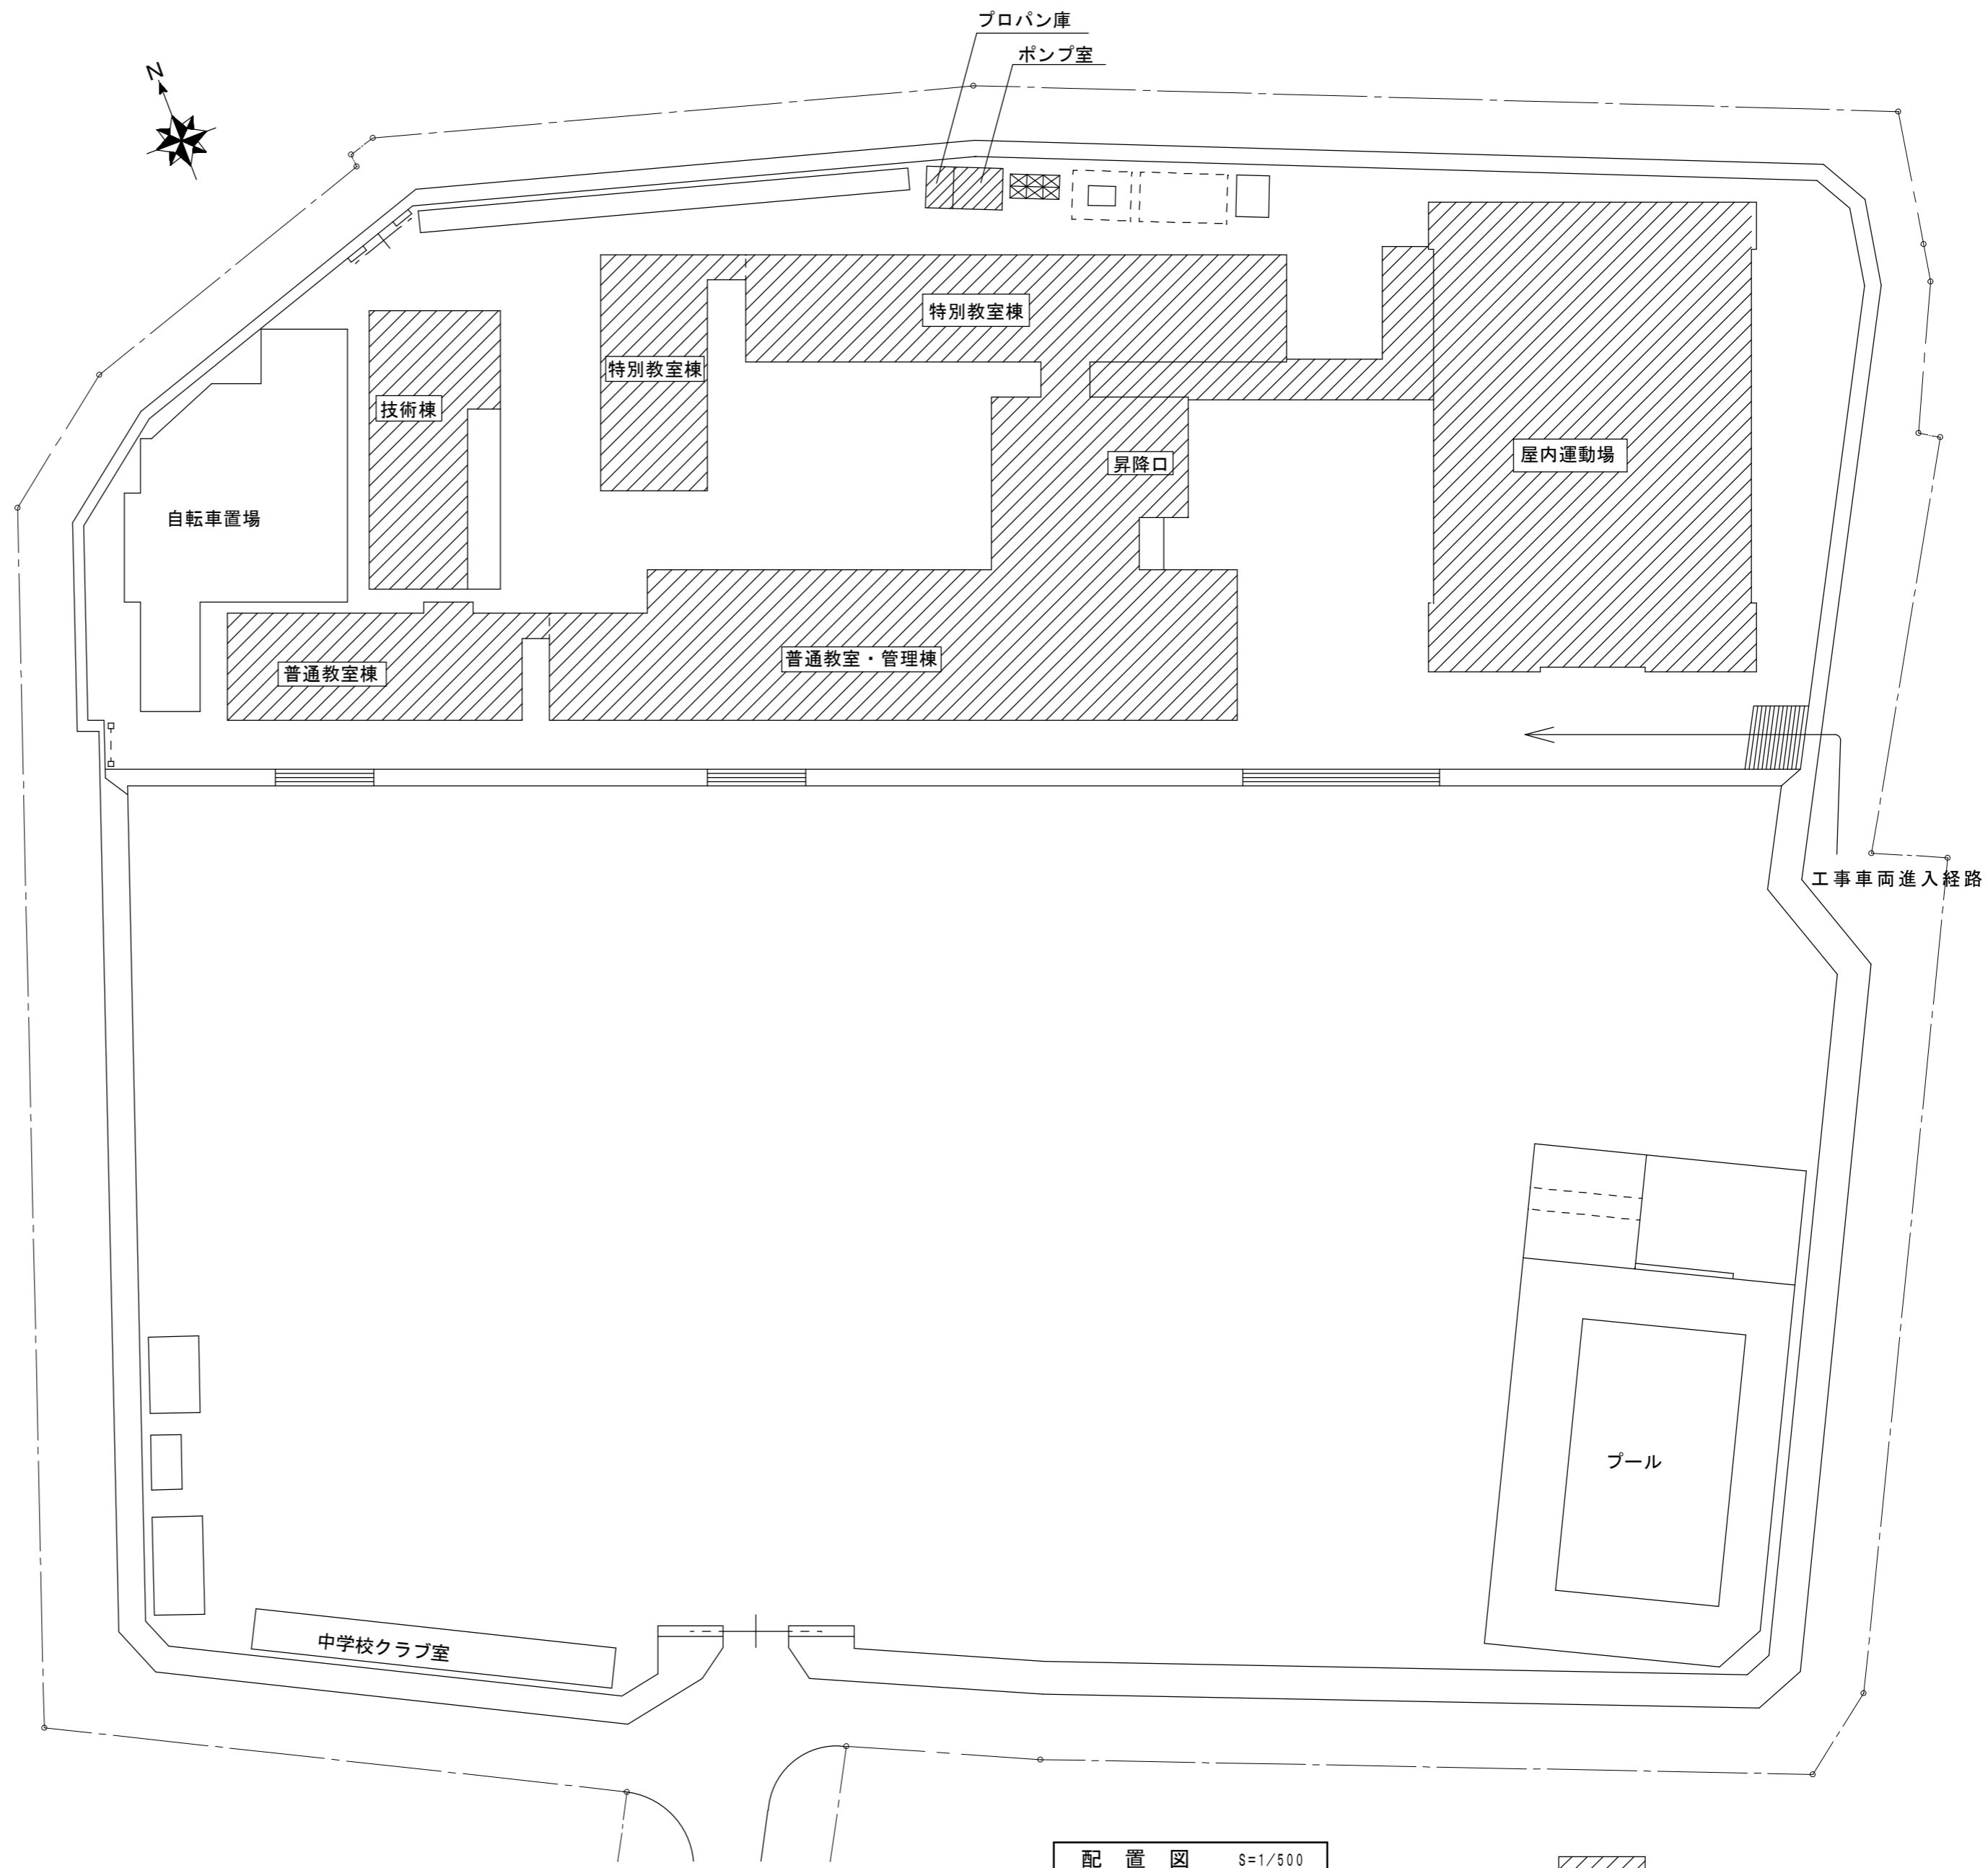 プロパン庫
ポンプ室
N
特別教室棟
特別教室棟
技術棟
昇降口
屋内運動場
自転車置場
普通教室棟
普通教室・管理棟
工事車両進入経路
プール
中学校クラブ室
配 置 図 S=1/500